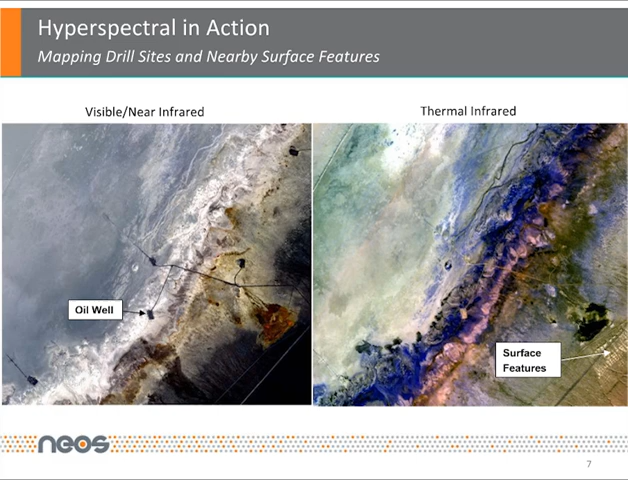 Hyperspectral in Action
Mapping Drill Sites and Nearby Surface Features
Visible/Near Infrared
Thermal Infrared
Oil Well
Surface
Features
neos
7